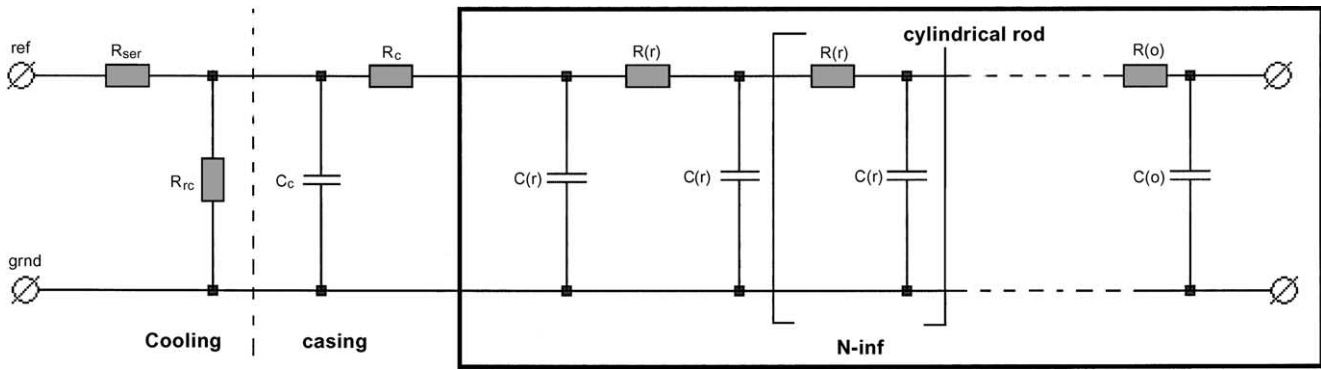 ref
Rser
Rc
R(r)
cylindrical rod
R(r)
R(o)
Rrc
Cc
C(r)
C(r)
C(r)
C(o)
grnd
Cooling
casing
N-inf